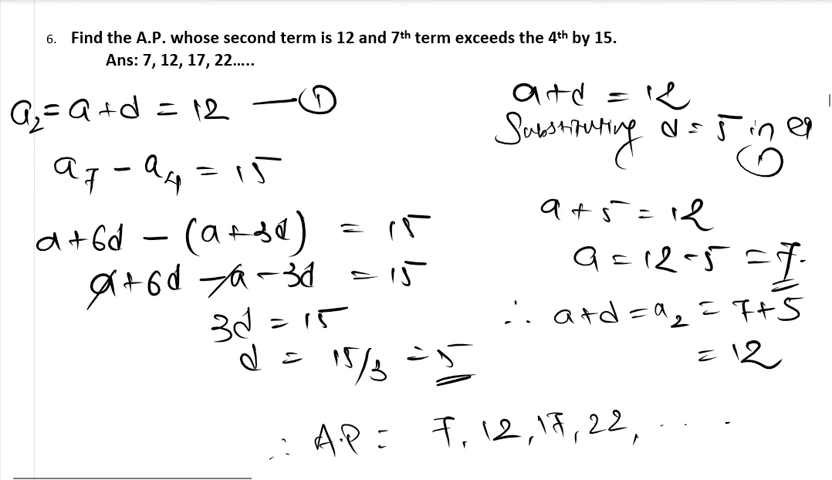 6. Find the A.P. whose second term is 12 and 7th term exceeds the 4th by 15.
Ans: 7, 12, 17, 22.....
a₂ = a+d = 12 — ①
a₇ - a₄ = 15
a+6d - (a+3d) = 15
a+6d - a - 3d = 15
3d = 15
d = 15/3 = 5
a+d = 12
Substituting d = 5 in eq
①
a + 5 = 12
a = 12-5 = 7.
∴ a+d = a₂ = 7+5
= 12
∴ A.P = 7, 12, 17, 22, . . . .